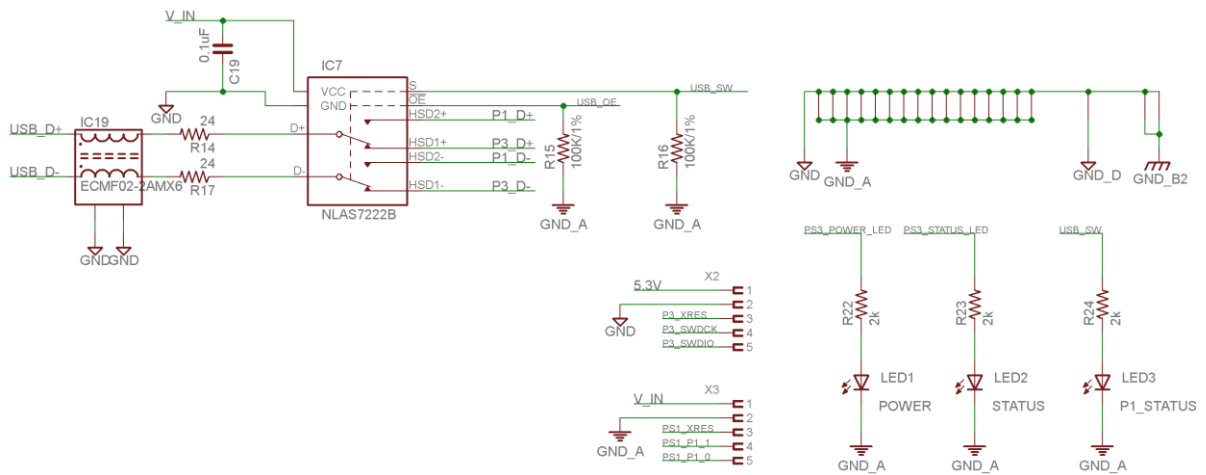 V_IN
0.1uF
C19
GND
IC7
VCC
GND
D+
D-
S
OE
HSD2+
HSD1+
HSD2-
HSD1-
NLAS7222B
USB_SW
USB_OE
P1_D+
P3_D+
P1_D-
P3_D-
IC19
USB_D+
USB_D-
ECMF02-2AMX6
24
R14
24
R17
GND
GND
R15
100K/1%
GND_A
R16
100K/1%
GND_A
GND
GND_A
GND_D
GND_B2
X2
5.3V
1
2
GND
P3_XRES
3
P3_SWDCK
4
P3_SWDIO
5
X3
V_IN
1
2
GND_A
PS1_XRES
3
PS1_P1_1
4
PS1_P1_0
5
PS3_POWER_LED
R22
2k
LED1
POWER
GND_A
PS3_STATUS_LED
R23
2k
LED2
STATUS
GND_A
USB_SW
R24
2k
LED3
P1_STATUS
GND_A